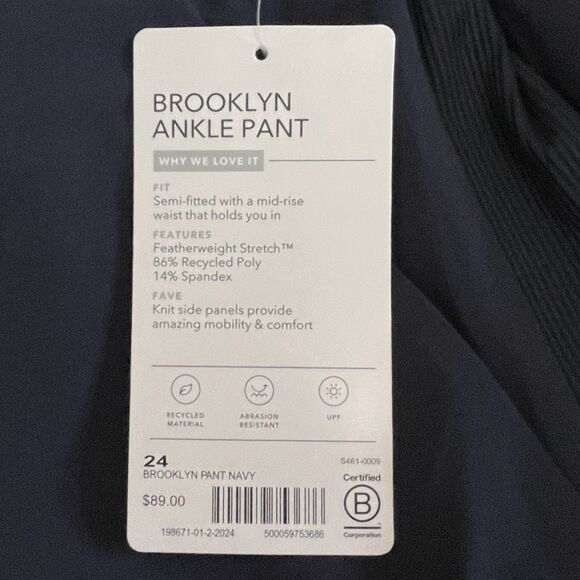 BROOKLYN
ANKLE PANT
WHY WE LOVE IT
FIT
Semi-fitted with a mid-rise
waist that holds you in
FEATURES
Featherweight Stretch™
86% Recycled Poly
14% Spandex
FAVE
Knit side panels provide
amazing mobility & comfort
RECYCLED
MATERIAL
ABRASION
RESISTANT
UPF
24
S461-0009
BROOKLYN PANT NAVY
$89.00
198671-01-2-2024
500059753686
Certified
B
Corporation